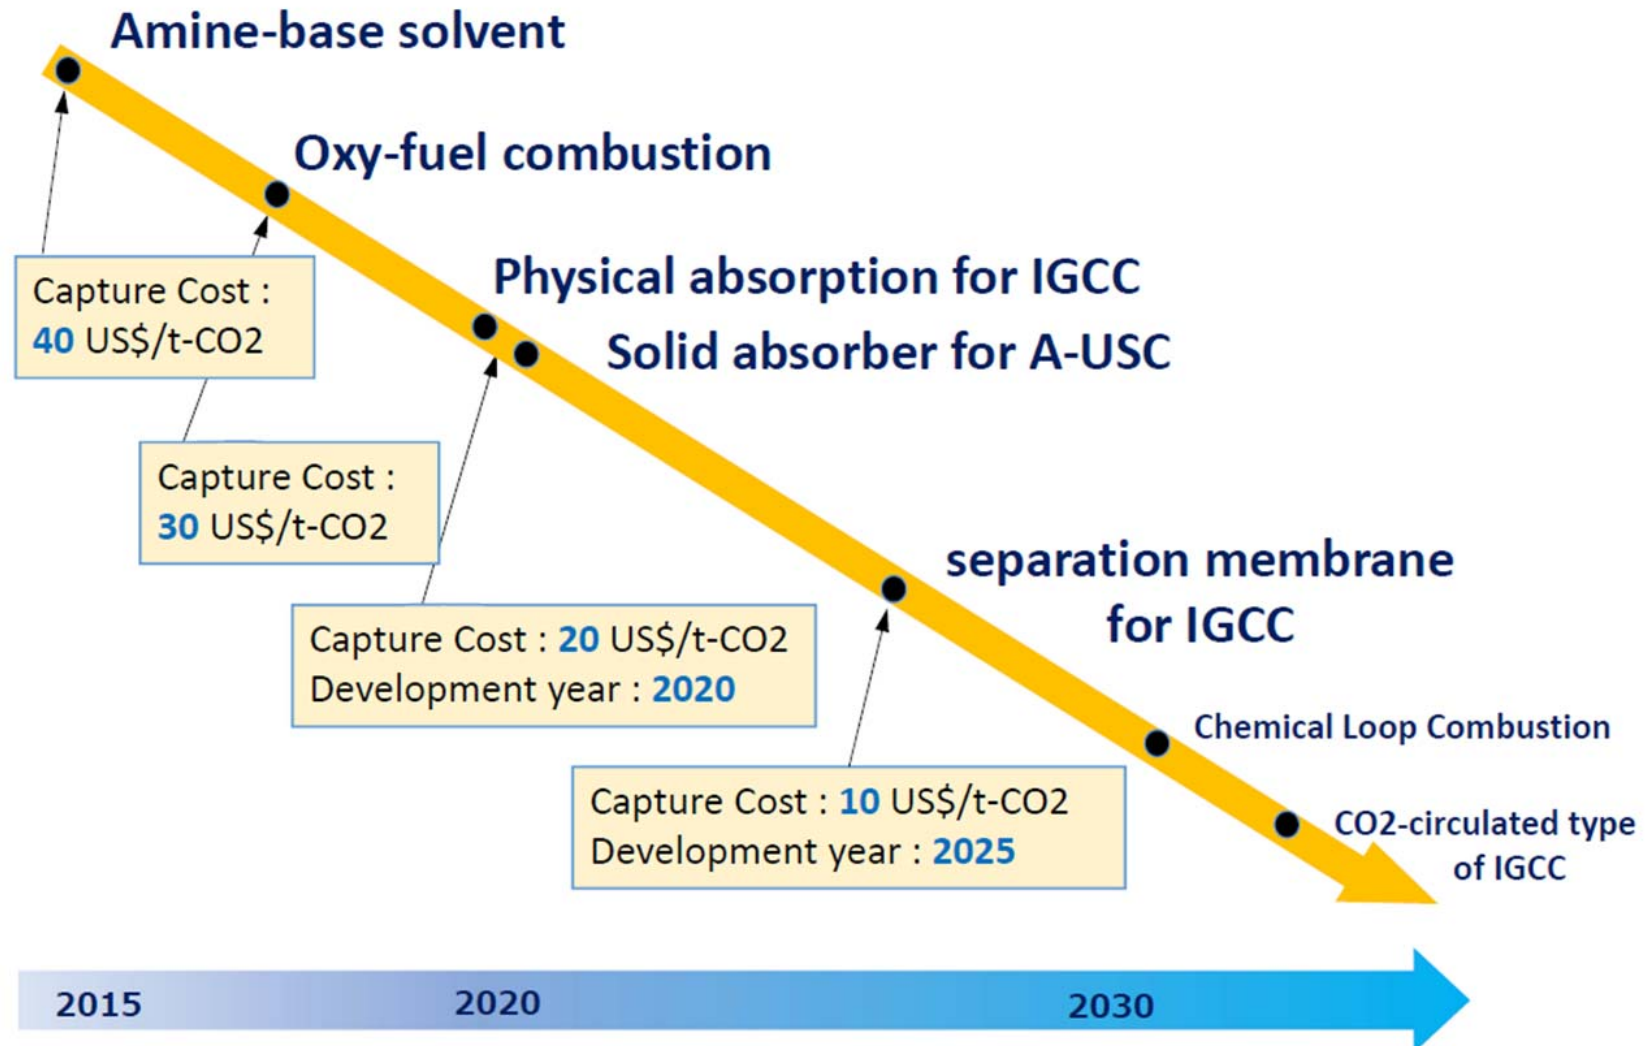 Amine-base solvent
Oxy-fuel combustion
Physical absorption for IGCC
Solid absorber for A-USC
Capture Cost :
40 US$/t-CO2
Capture Cost :
30 US$/t-CO2
Capture Cost : 20 US$/t-CO2
Development year : 2020
separation membrane
for IGCC
Capture Cost : 10 US$/t-CO2
Development year : 2025
Chemical Loop Combustion
CO2-circulated type
of IGCC
2015 2020 2030